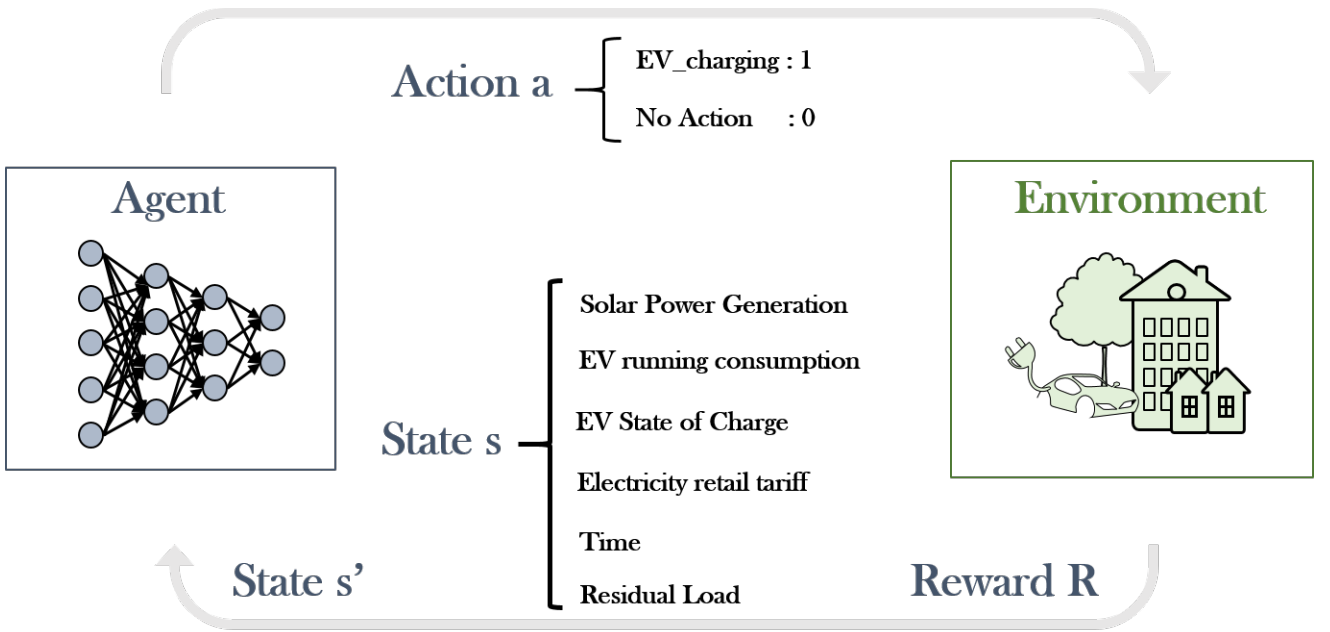 Action a
EV_charging : 1
No Action : 0
Agent
Environment
State s
Solar Power Generation
EV running consumption
EV State of Charge
Electricity retail tariff
Time
Residual Load
State s’
Reward R